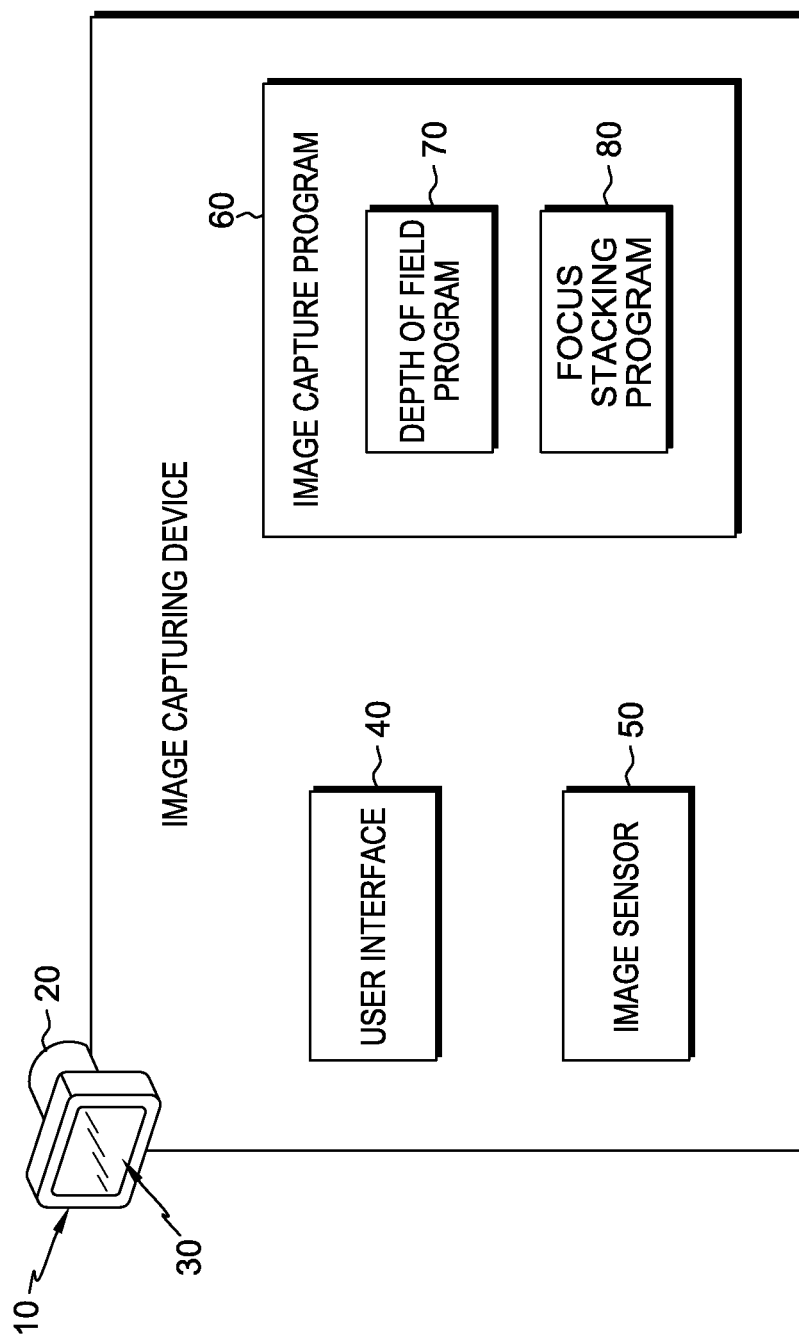 10
20
30
IMAGE CAPTURING DEVICE
USER INTERFACE
40
IMAGE SENSOR
50
60
IMAGE CAPTURE PROGRAM
DEPTH OF FIELD
PROGRAM
70
FOCUS
STACKING
PROGRAM
80